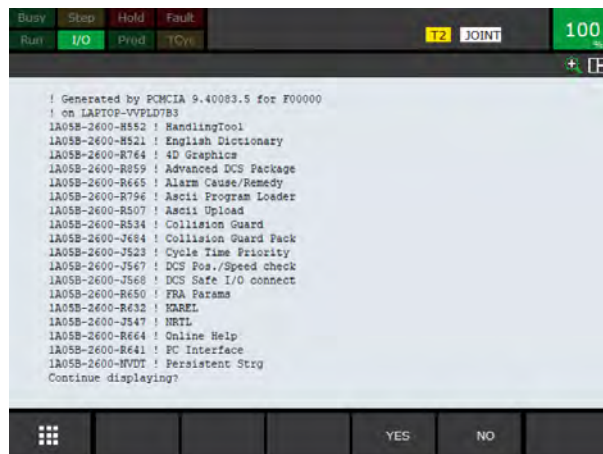 Busy Step Hold Fault
Run I/O Prod TCyc
T2 JOINT
100
%
! Generated by PCMCIA 9.40083.5 for F00000
! on LAPTOP-VVPLD7B3
1A05B-2600-H552 ! HandlingTool
1A05B-2600-H521 ! English Dictionary
1A05B-2600-R764 ! 4D Graphics
1A05B-2600-R859 ! Advanced DCS Package
1A05B-2600-R665 ! Alarm Cause/Remedy
1A05B-2600-R796 ! Ascii Program Loader
1A05B-2600-R507 ! Ascii Upload
1A05B-2600-R534 ! Collision Guard
1A05B-2600-J684 ! Collision Guard Pack
1A05B-2600-J523 ! Cycle Time Priority
1A05B-2600-J567 ! DCS Pos./Speed check
1A05B-2600-J568 ! DCS Safe I/O connect
1A05B-2600-R650 ! FRA Params
1A05B-2600-R632 ! KAREL
1A05B-2600-J547 ! NRTL
1A05B-2600-R664 ! Online Help
1A05B-2600-R641 ! PC Interface
1A05B-2600-NVDT ! Persistent Strg
Continue displaying?
YES NO